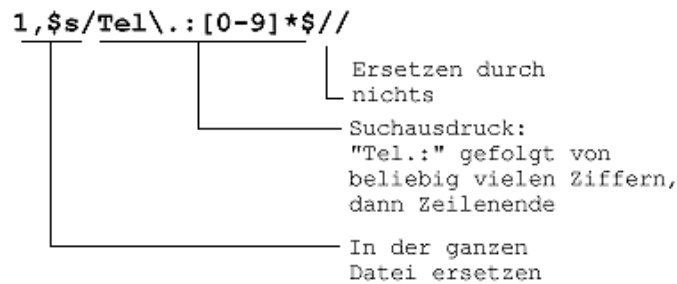 1,$s/Tel\.:[0-9]*$//
Ersetzen durch
nichts
Suchausdruck:
"Tel.:" gefolgt von
beliebig vielen Ziffern,
dann Zeilenende
In der ganzen
Datei ersetzen